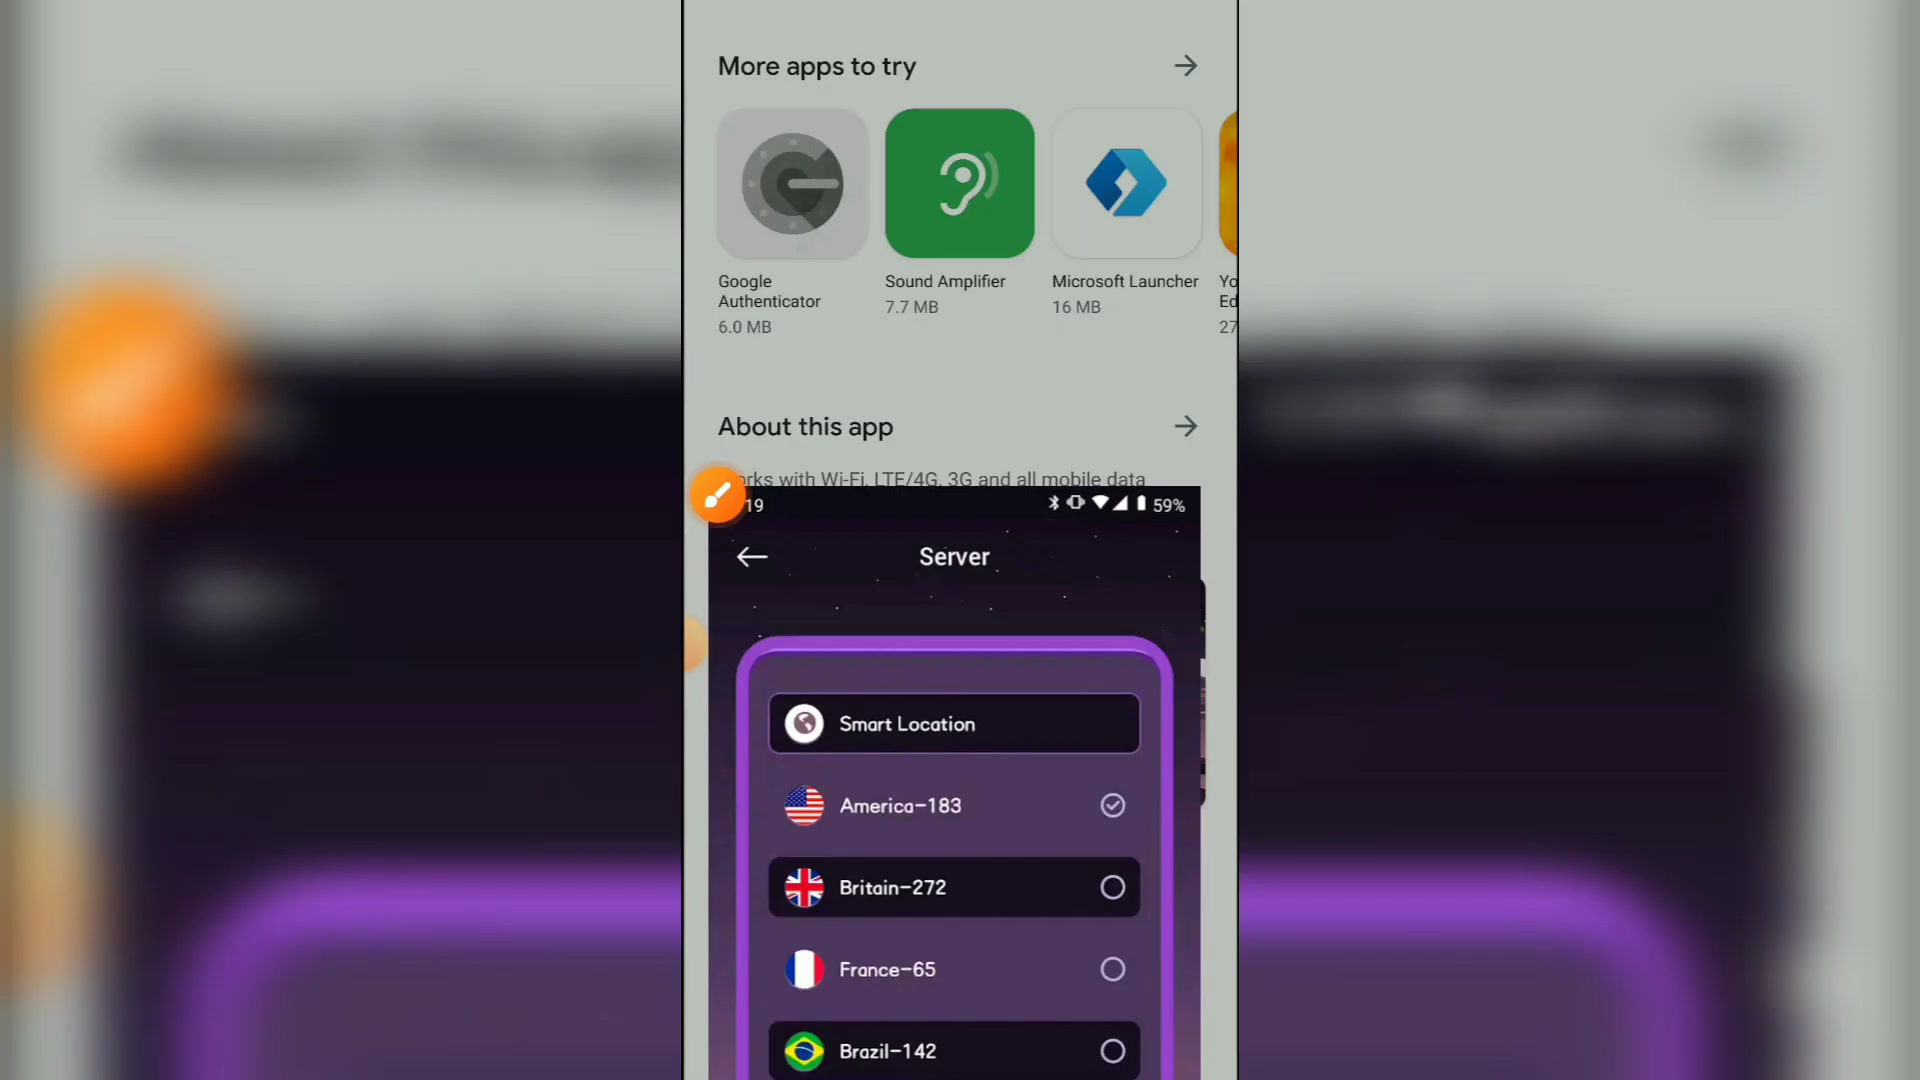 More apps to try
Google
Authenticator
6.0 MB
Sound Amplifier
7.7 MB
Microsoft Launcher
16 MB
Yo
Ed
27
About this app
with Wi-Fi, LTE/4G, 3G and all mobile data
19
59%
Server
Smart Location
America-183
Britain-272
France-65
Brazil-142